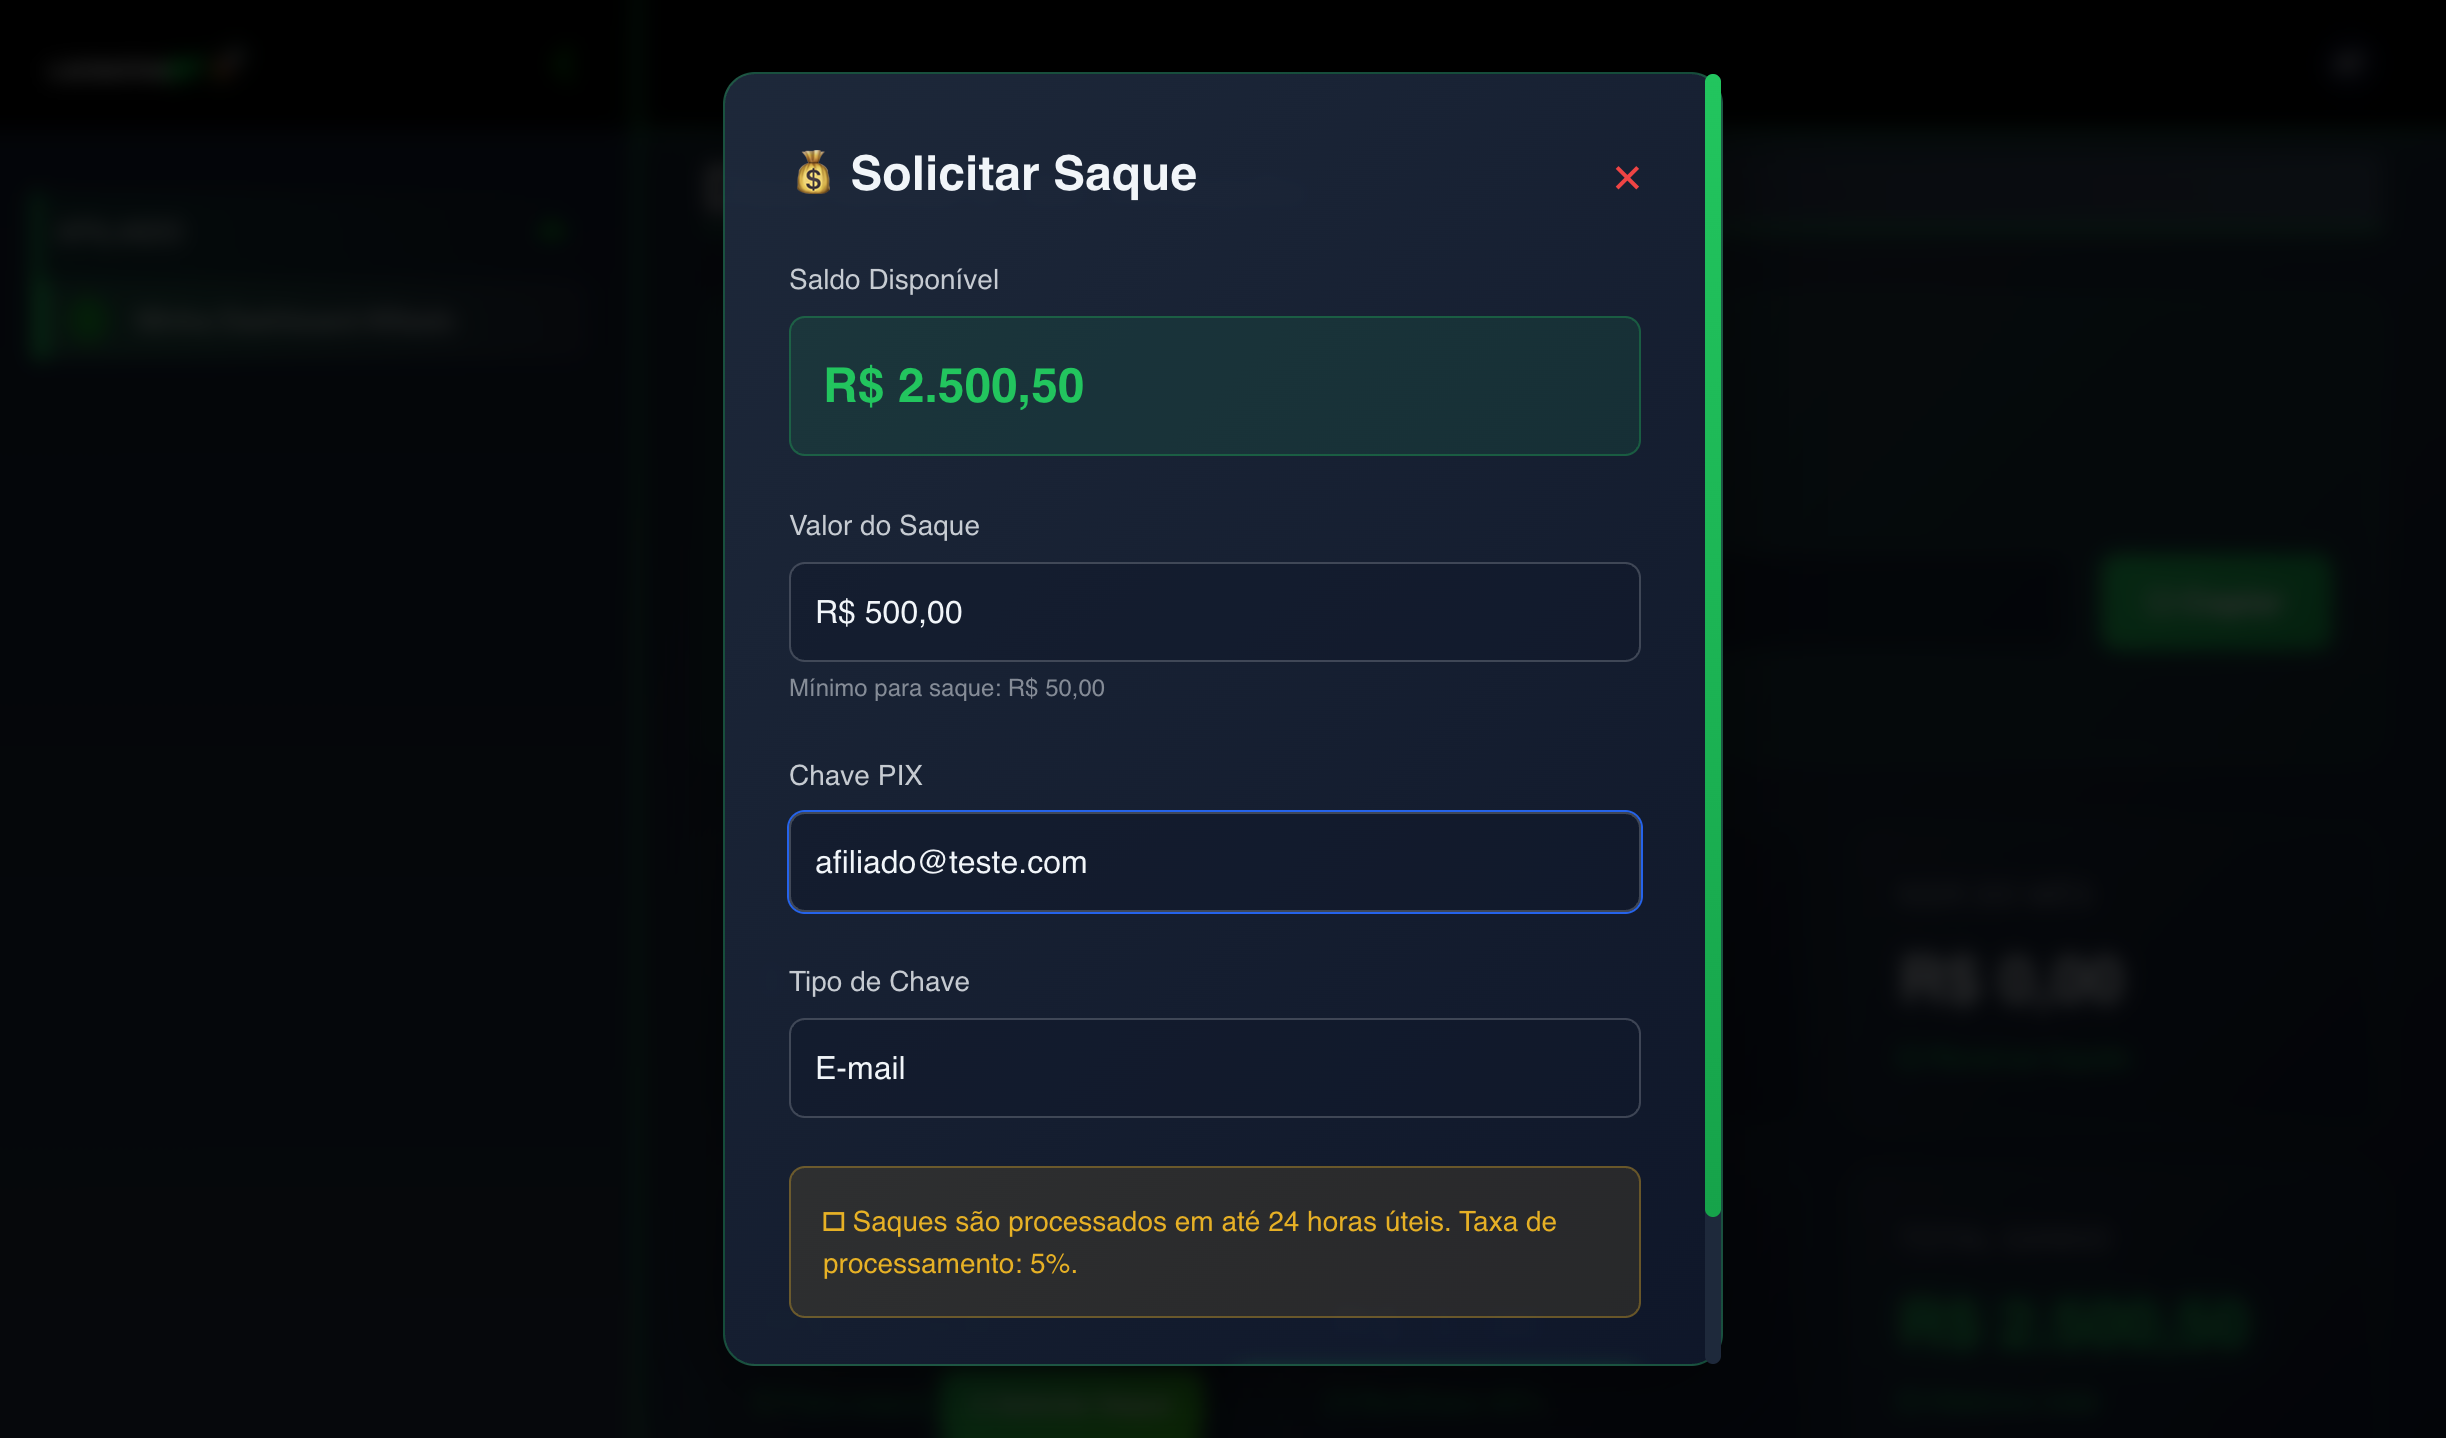 💰 Solicitar Saque
✕
Saldo Disponível
R$ 2.500,50
Valor do Saque
R$ 500,00
Mínimo para saque: R$ 50,00
Chave PIX
afiliado@teste.com
Tipo de Chave
E-mail
□ Saques são processados em até 24 horas úteis. Taxa de
processamento: 5%.
R$ 0,00